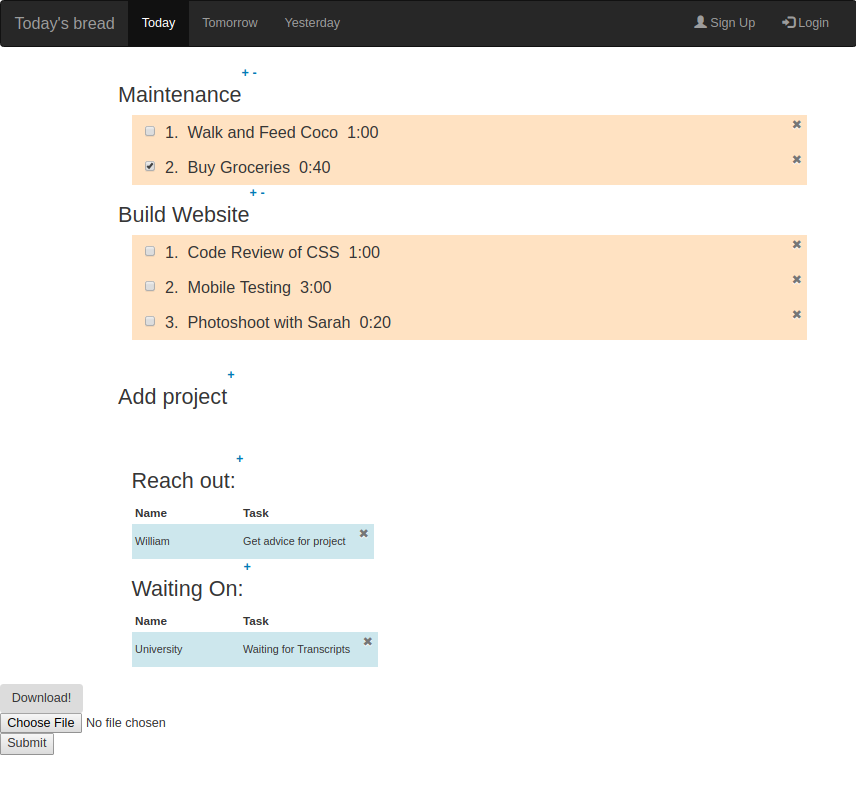 Today's bread Today Tomorrow Yesterday Sign Up Login
+ -
Maintenance
1. Walk and Feed Coco 1:00 ✖
2. Buy Groceries 0:40 ✖
+ -
Build Website
1. Code Review of CSS 1:00 ✖
2. Mobile Testing 3:00 ✖
3. Photoshoot with Sarah 0:20 ✖
+
Add project
+
Reach out:
Name Task
William Get advice for project ✖
+
Waiting On:
Name Task
University Waiting for Transcripts ✖
Download!
Choose File No file chosen
Submit